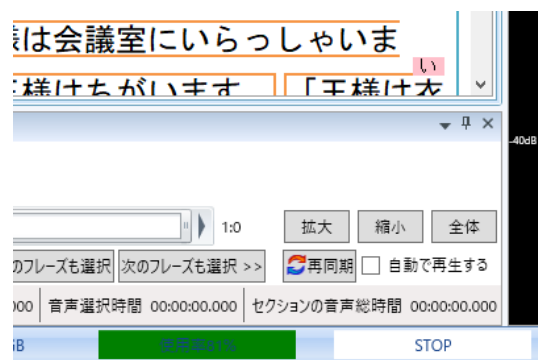 様は会議室にいらっしゃいま
い
様はちがいます 「王様は衣
-40dB
1:0 拡大 縮小 全体
のフレーズも選択 次のフレーズも選択 >> 再同期 自動で再生する
000 音声選択時間 00:00:00.000 セクションの音声総時間 00:00:00.000
GB 使用率81% STOP